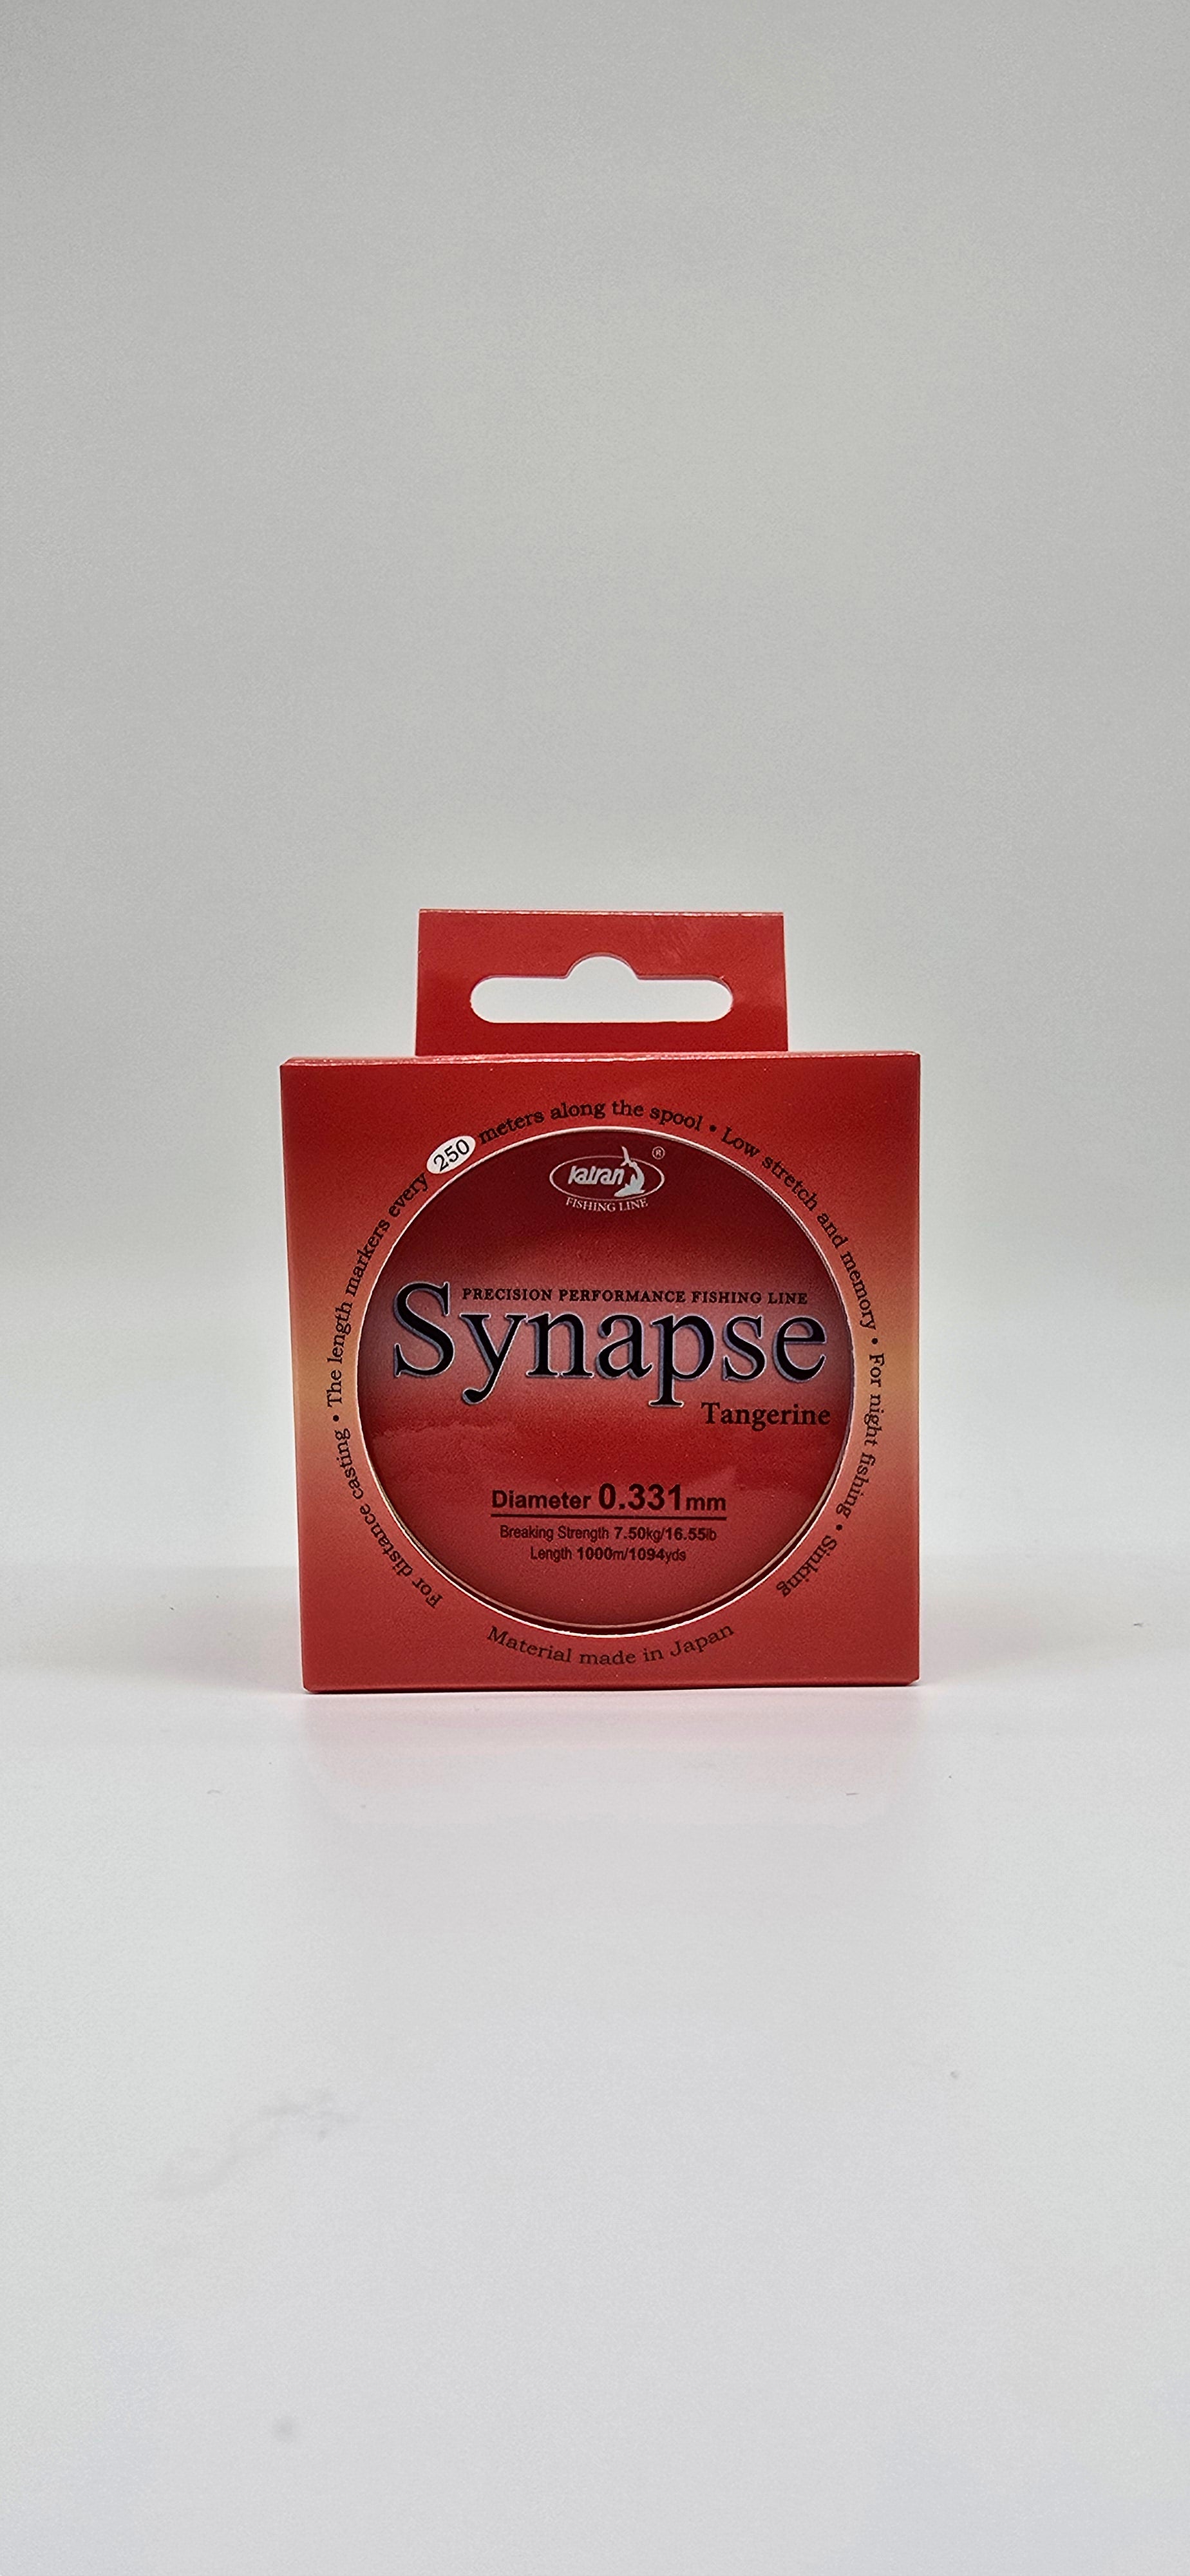 For distance casting • The length markers every 250 meters along the spool • Low stretch and memory • For night fishing • Sinking
katran ®
FISHING LINE
PRECISION PERFORMANCE FISHING LINE
Synapse
Tangerine
Diameter 0.331mm
Breaking Strength 7.50kg/16.55lb
Length 1000m/1094yds
Material made in Japan